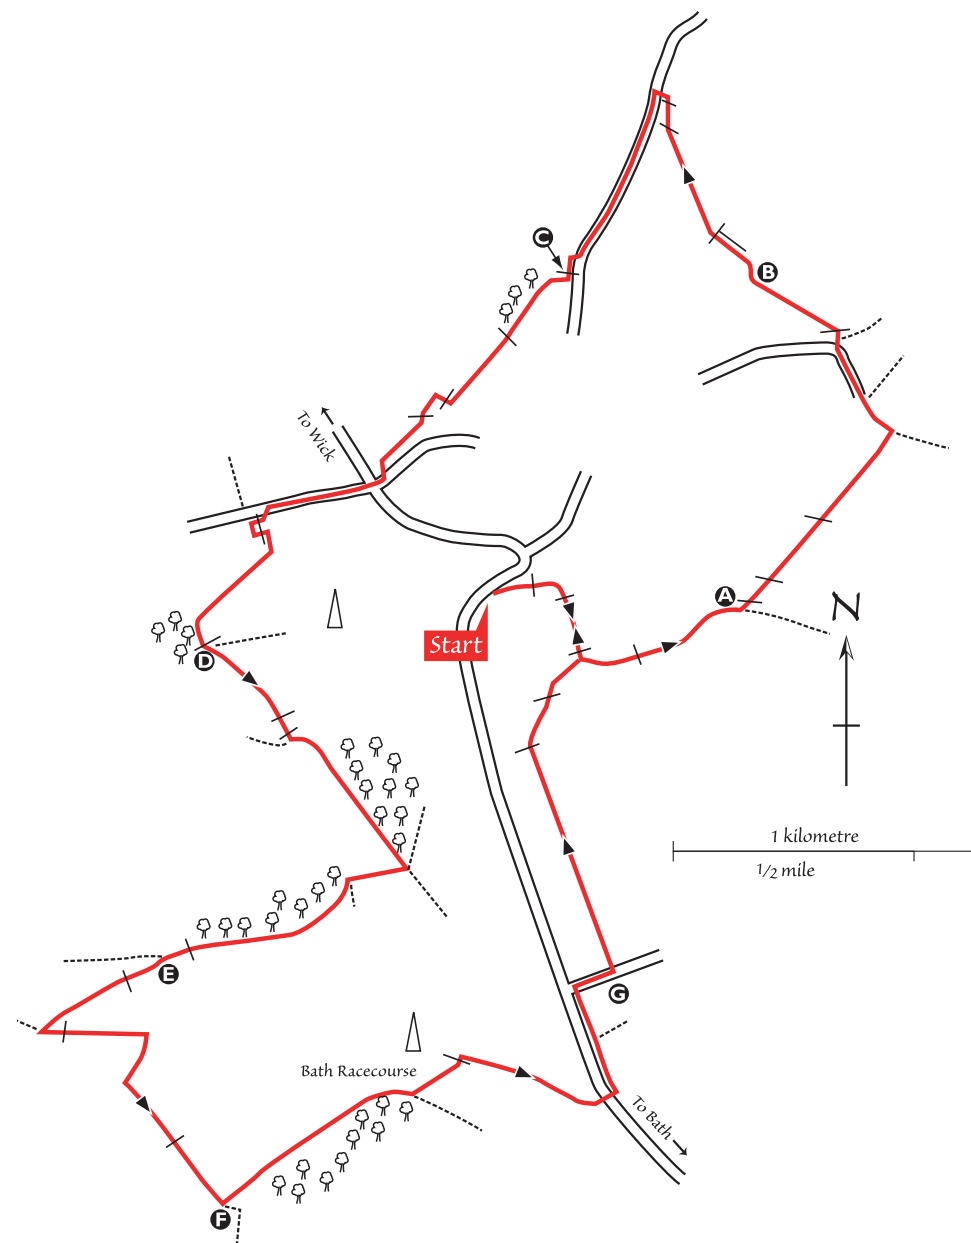 C
B
To Wick
A
N
Start
D
1 kilometre
1/2 mile
E
G
Bath Racecourse
To Bath
F